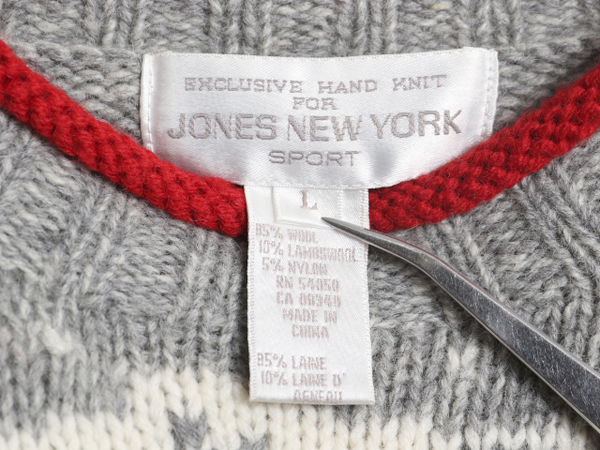 EXCLUSIVE HAND KNIT
FOR
JONES NEW YORK
SPORT
L
85% WOOL
10% LAMBSWOOL
5% NYLON
RN 54050
CA 00340
MADE IN
CHINA
85% LAINE
10% LAINE D'